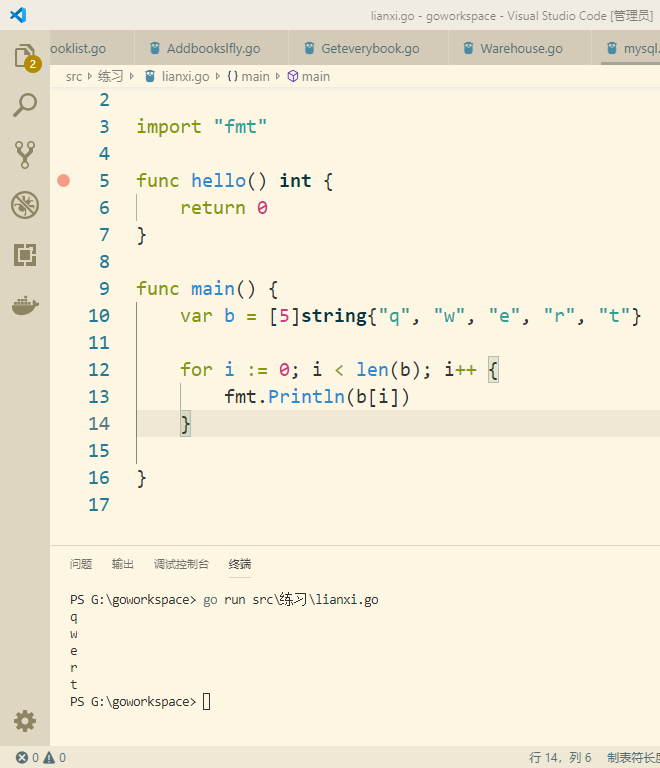 lianxi.go - goworkspace - Visual Studio Code [管理员]
ooklist.go Addbookslfly.go Geteverybook.go Warehouse.go mysql.
src 练习 lianxi.go {} main main
2
2
3 import "fmt"
4
5 func hello() int {
6 return 0
7 }
8
9 func main() {
10 var b = [5]string{"q", "w", "e", "r", "t"}
11
12 for i := 0; i < len(b); i++ {
13 fmt.Println(b[i])
14 }
15
16 }
17
问题 输出 调试控制台 终端
PS G:\goworkspace> go run src\练习\lianxi.go
q
w
e
r
t
PS G:\goworkspace>
0 0 行 14，列 6 制表符长度